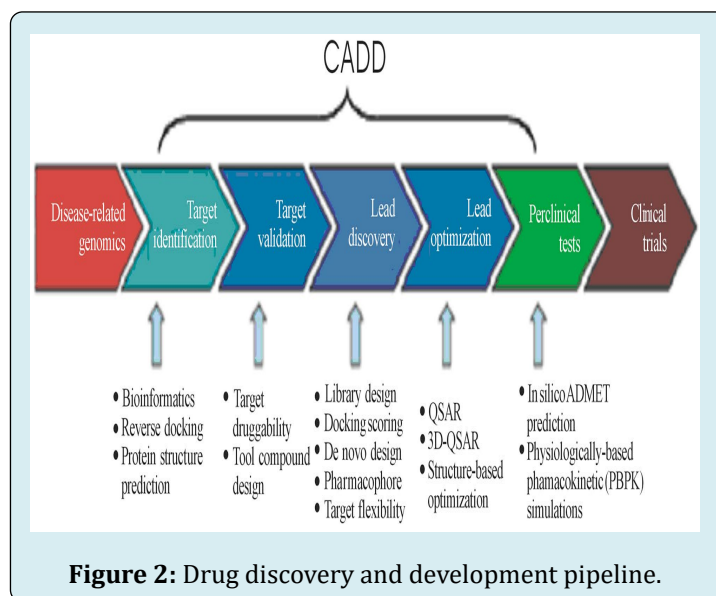 CADD
Disease-related
genomics
Target
identification
Target
validation
Lead
discovery
Lead
optimization
Perclinical
tests
Clinical
trials
• Bioinformatics
• Reverse docking
• Protein structure
prediction
• Target
druggability
• Tool compound
design
• Library design
• Docking scoring
• De novo design
• Pharmacophore
• Target flexibility
• QSAR
• 3D-QSAR
• Structure-based
optimization
• In silico ADMET
prediction
• Physiologically-based
phamacokinetic (PBPK)
simulations
Figure 2: Drug discovery and development pipeline.